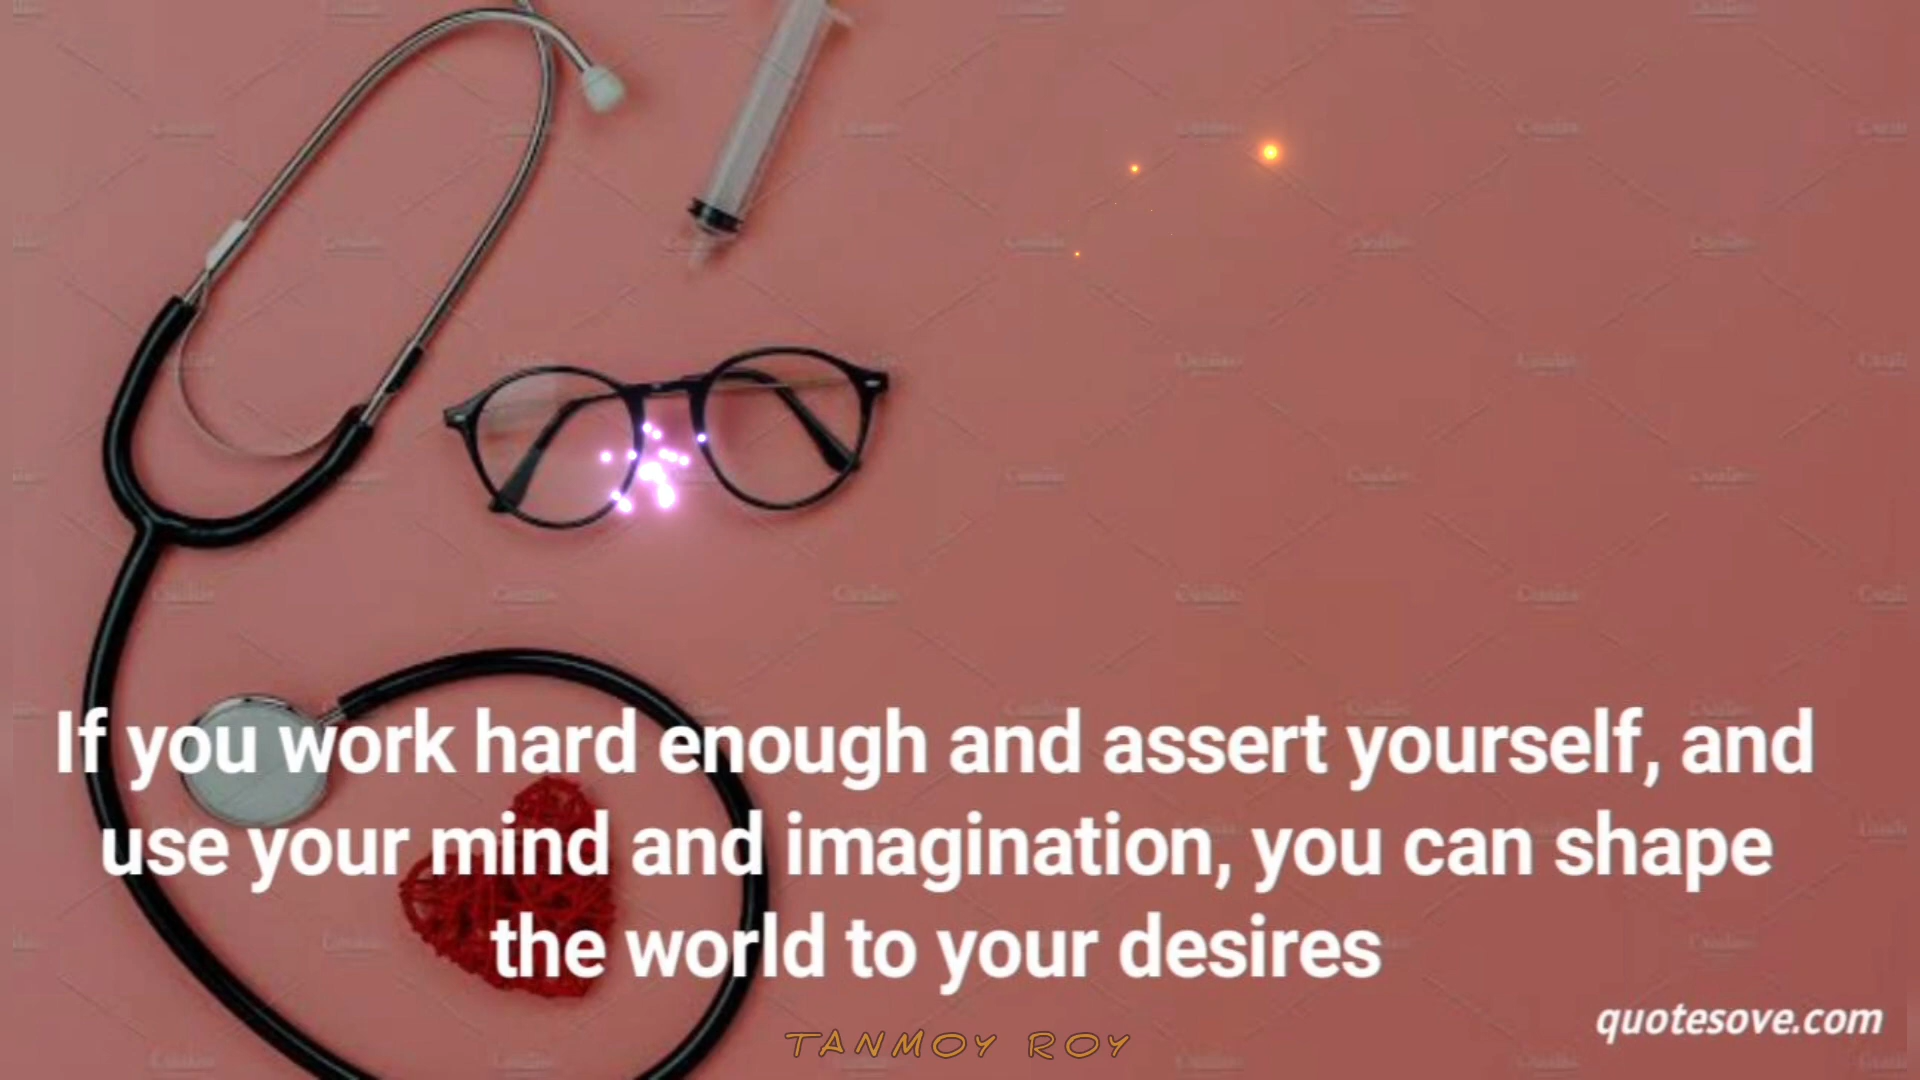 If you work hard enough and assert yourself, and
use your mind and imagination, you can shape
the world to your desires
quotesove.com
TANMOY ROY